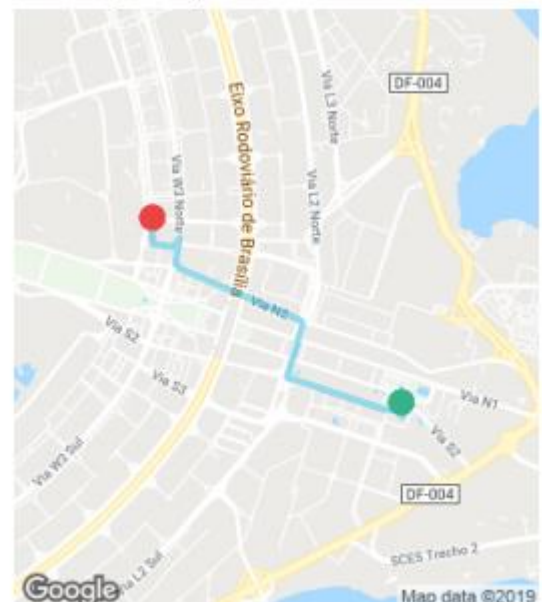 DF-004
Via L3 Norte
Eixo Rodoviário de Brasília
Via W3 Norte
Via L2 Norte
Via N2
Via S2
Via S3
Via N1
Via S2
Via W3 Sul
DF-004
SCES Trecho 2
Via L2 Sul
Google
Map data ©2019